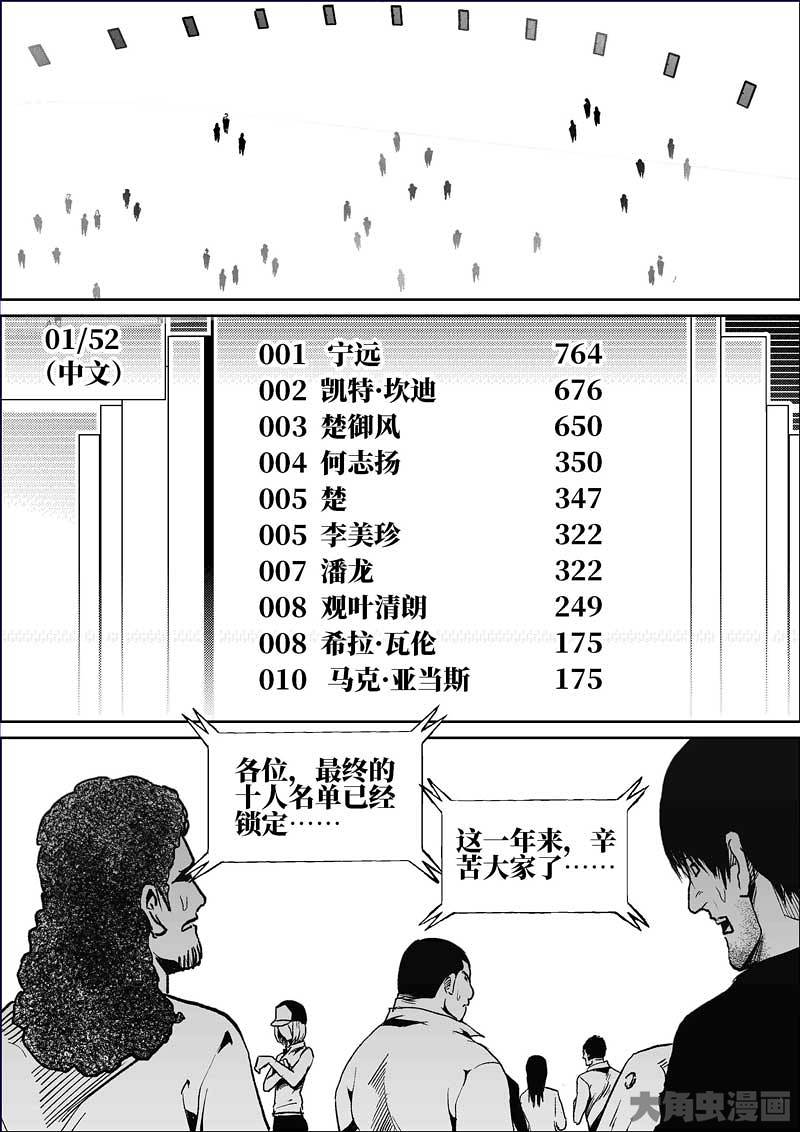 01/52
（中文）
001 宁远 764
002 凯特·坎迪 676
003 楚御风 650
004 何志扬 350
005 楚 347
005 李美珍 322
007 潘龙 322
008 观叶清朗 249
008 希拉·瓦伦 175
010 马克·亚当斯 175
各位，最终的
十人名单已经
锁定……
这一年来，辛
苦大家了……
大角虫漫画